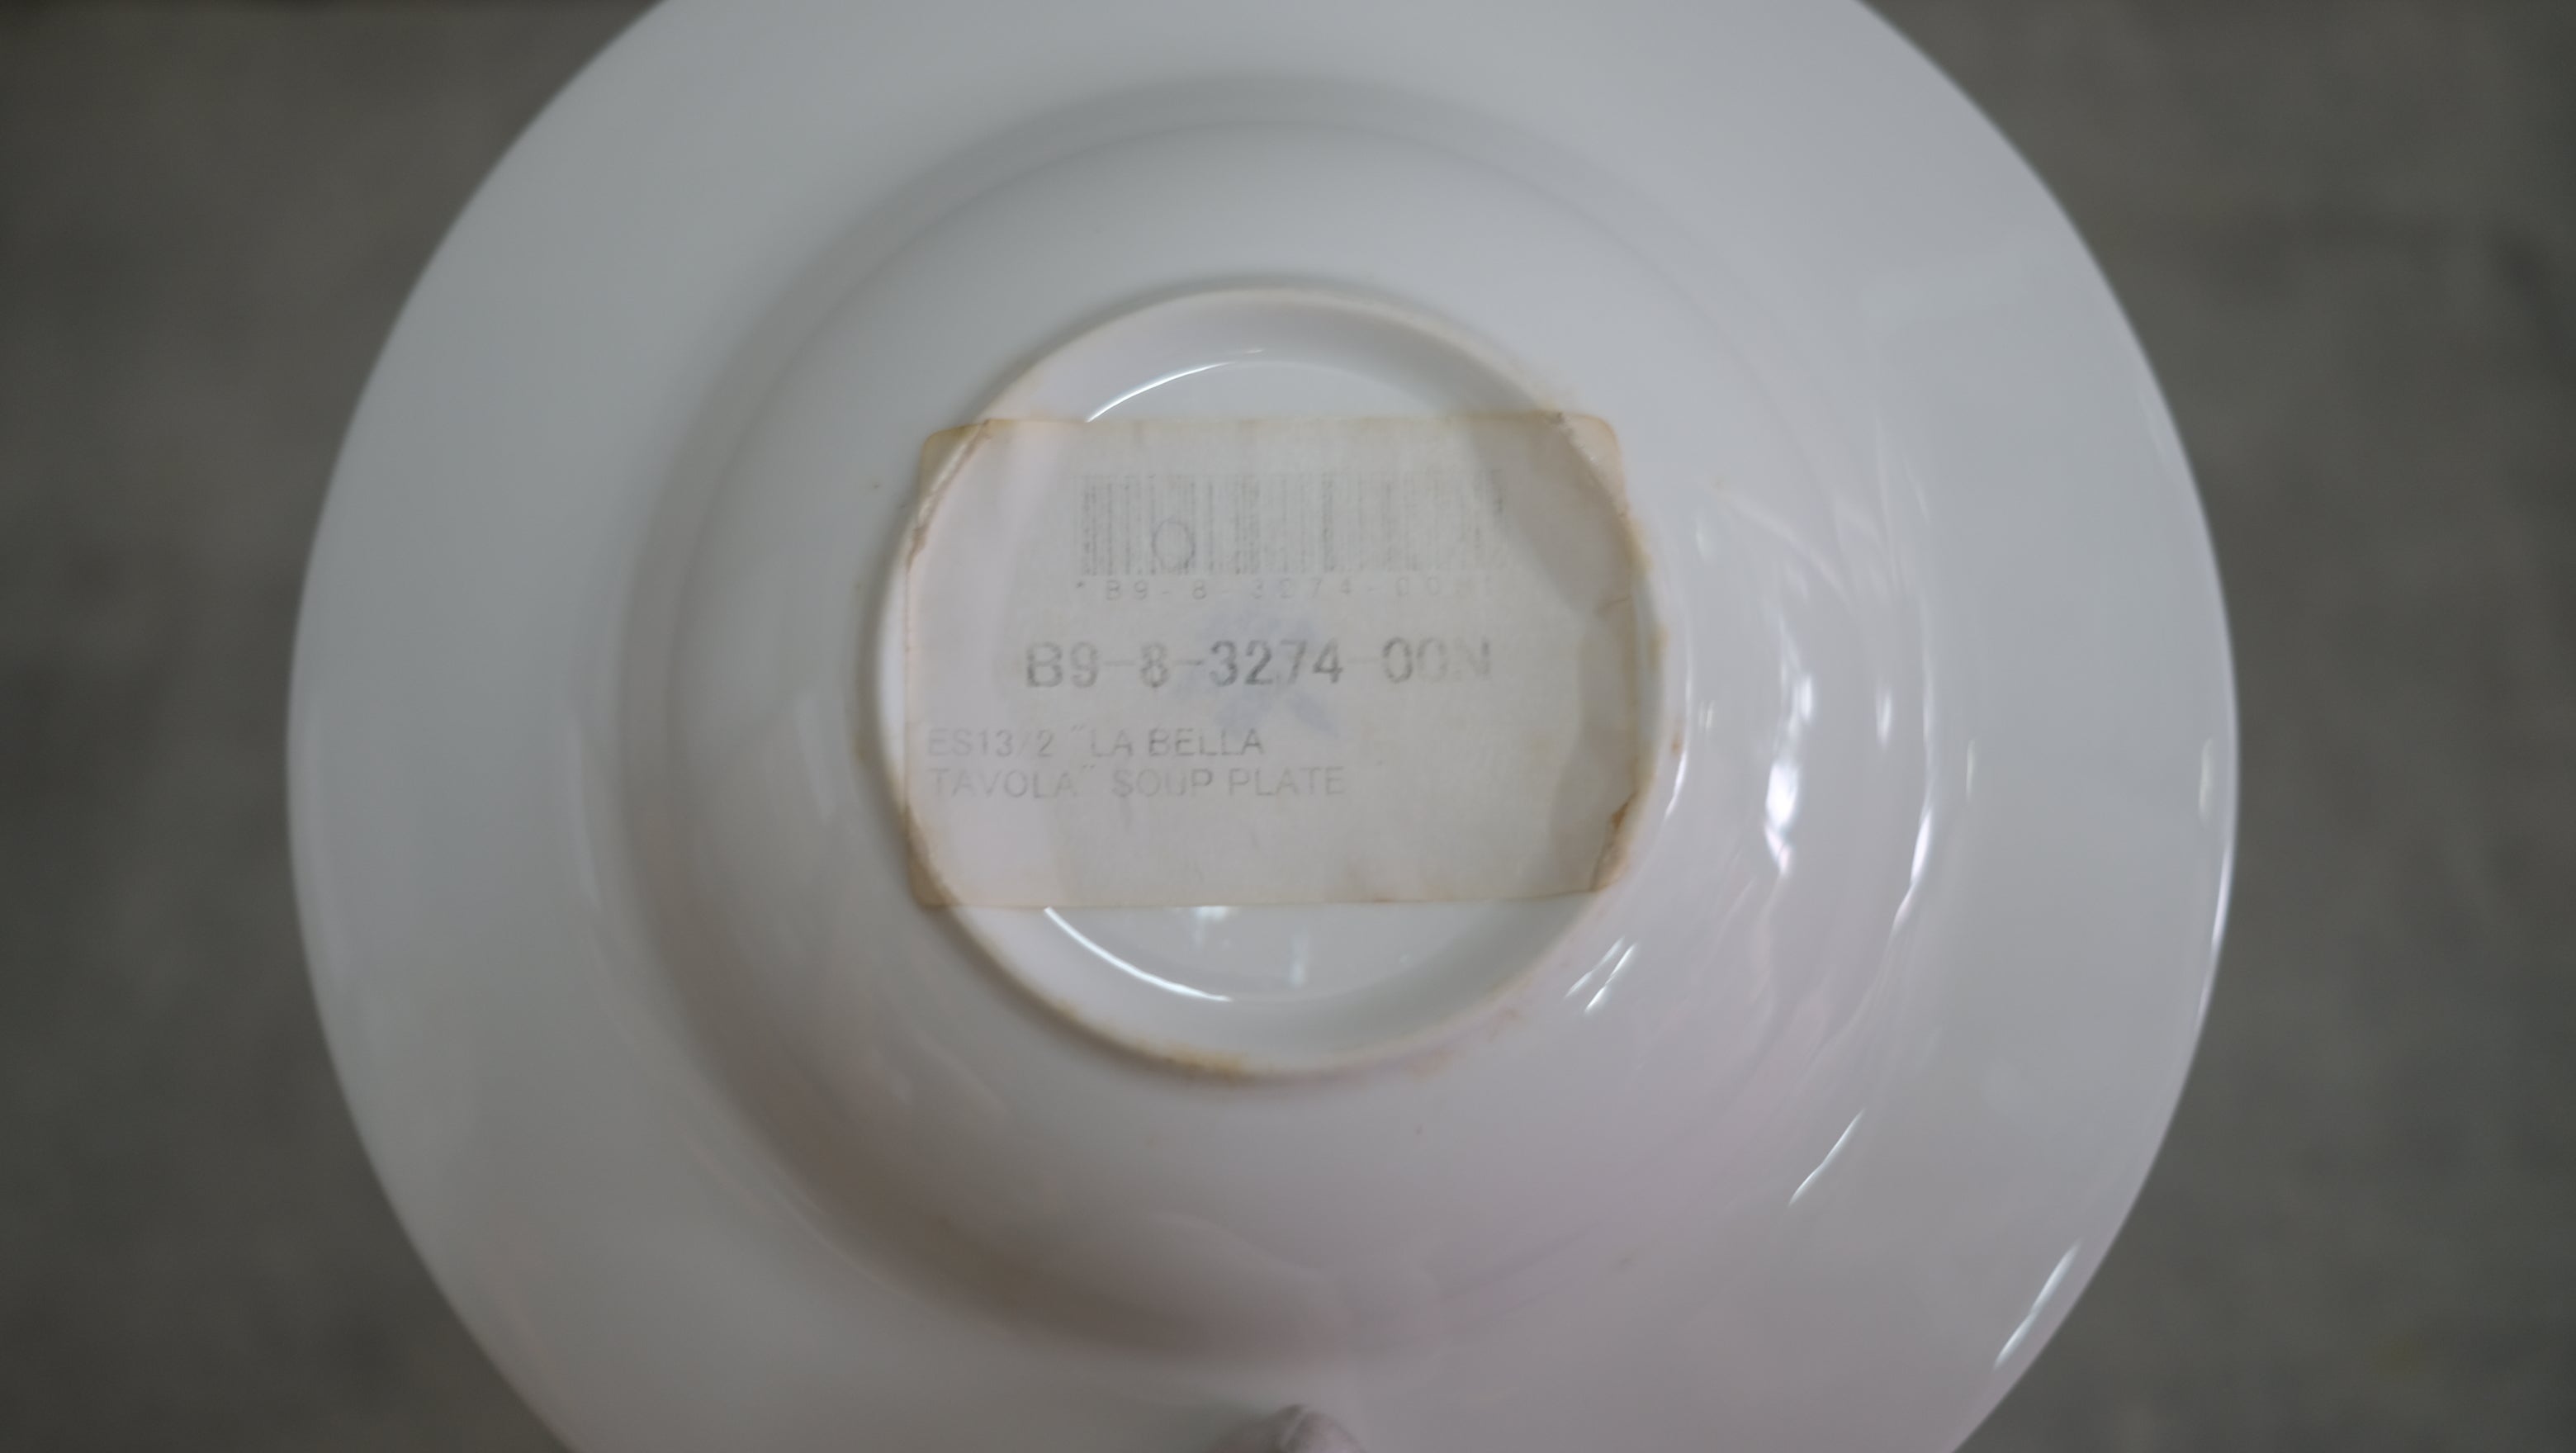 *B9-8-3274-00N*
B9-8-3274-00N
ES13/2 "LA BELLA
TAVOLA" SOUP PLATE